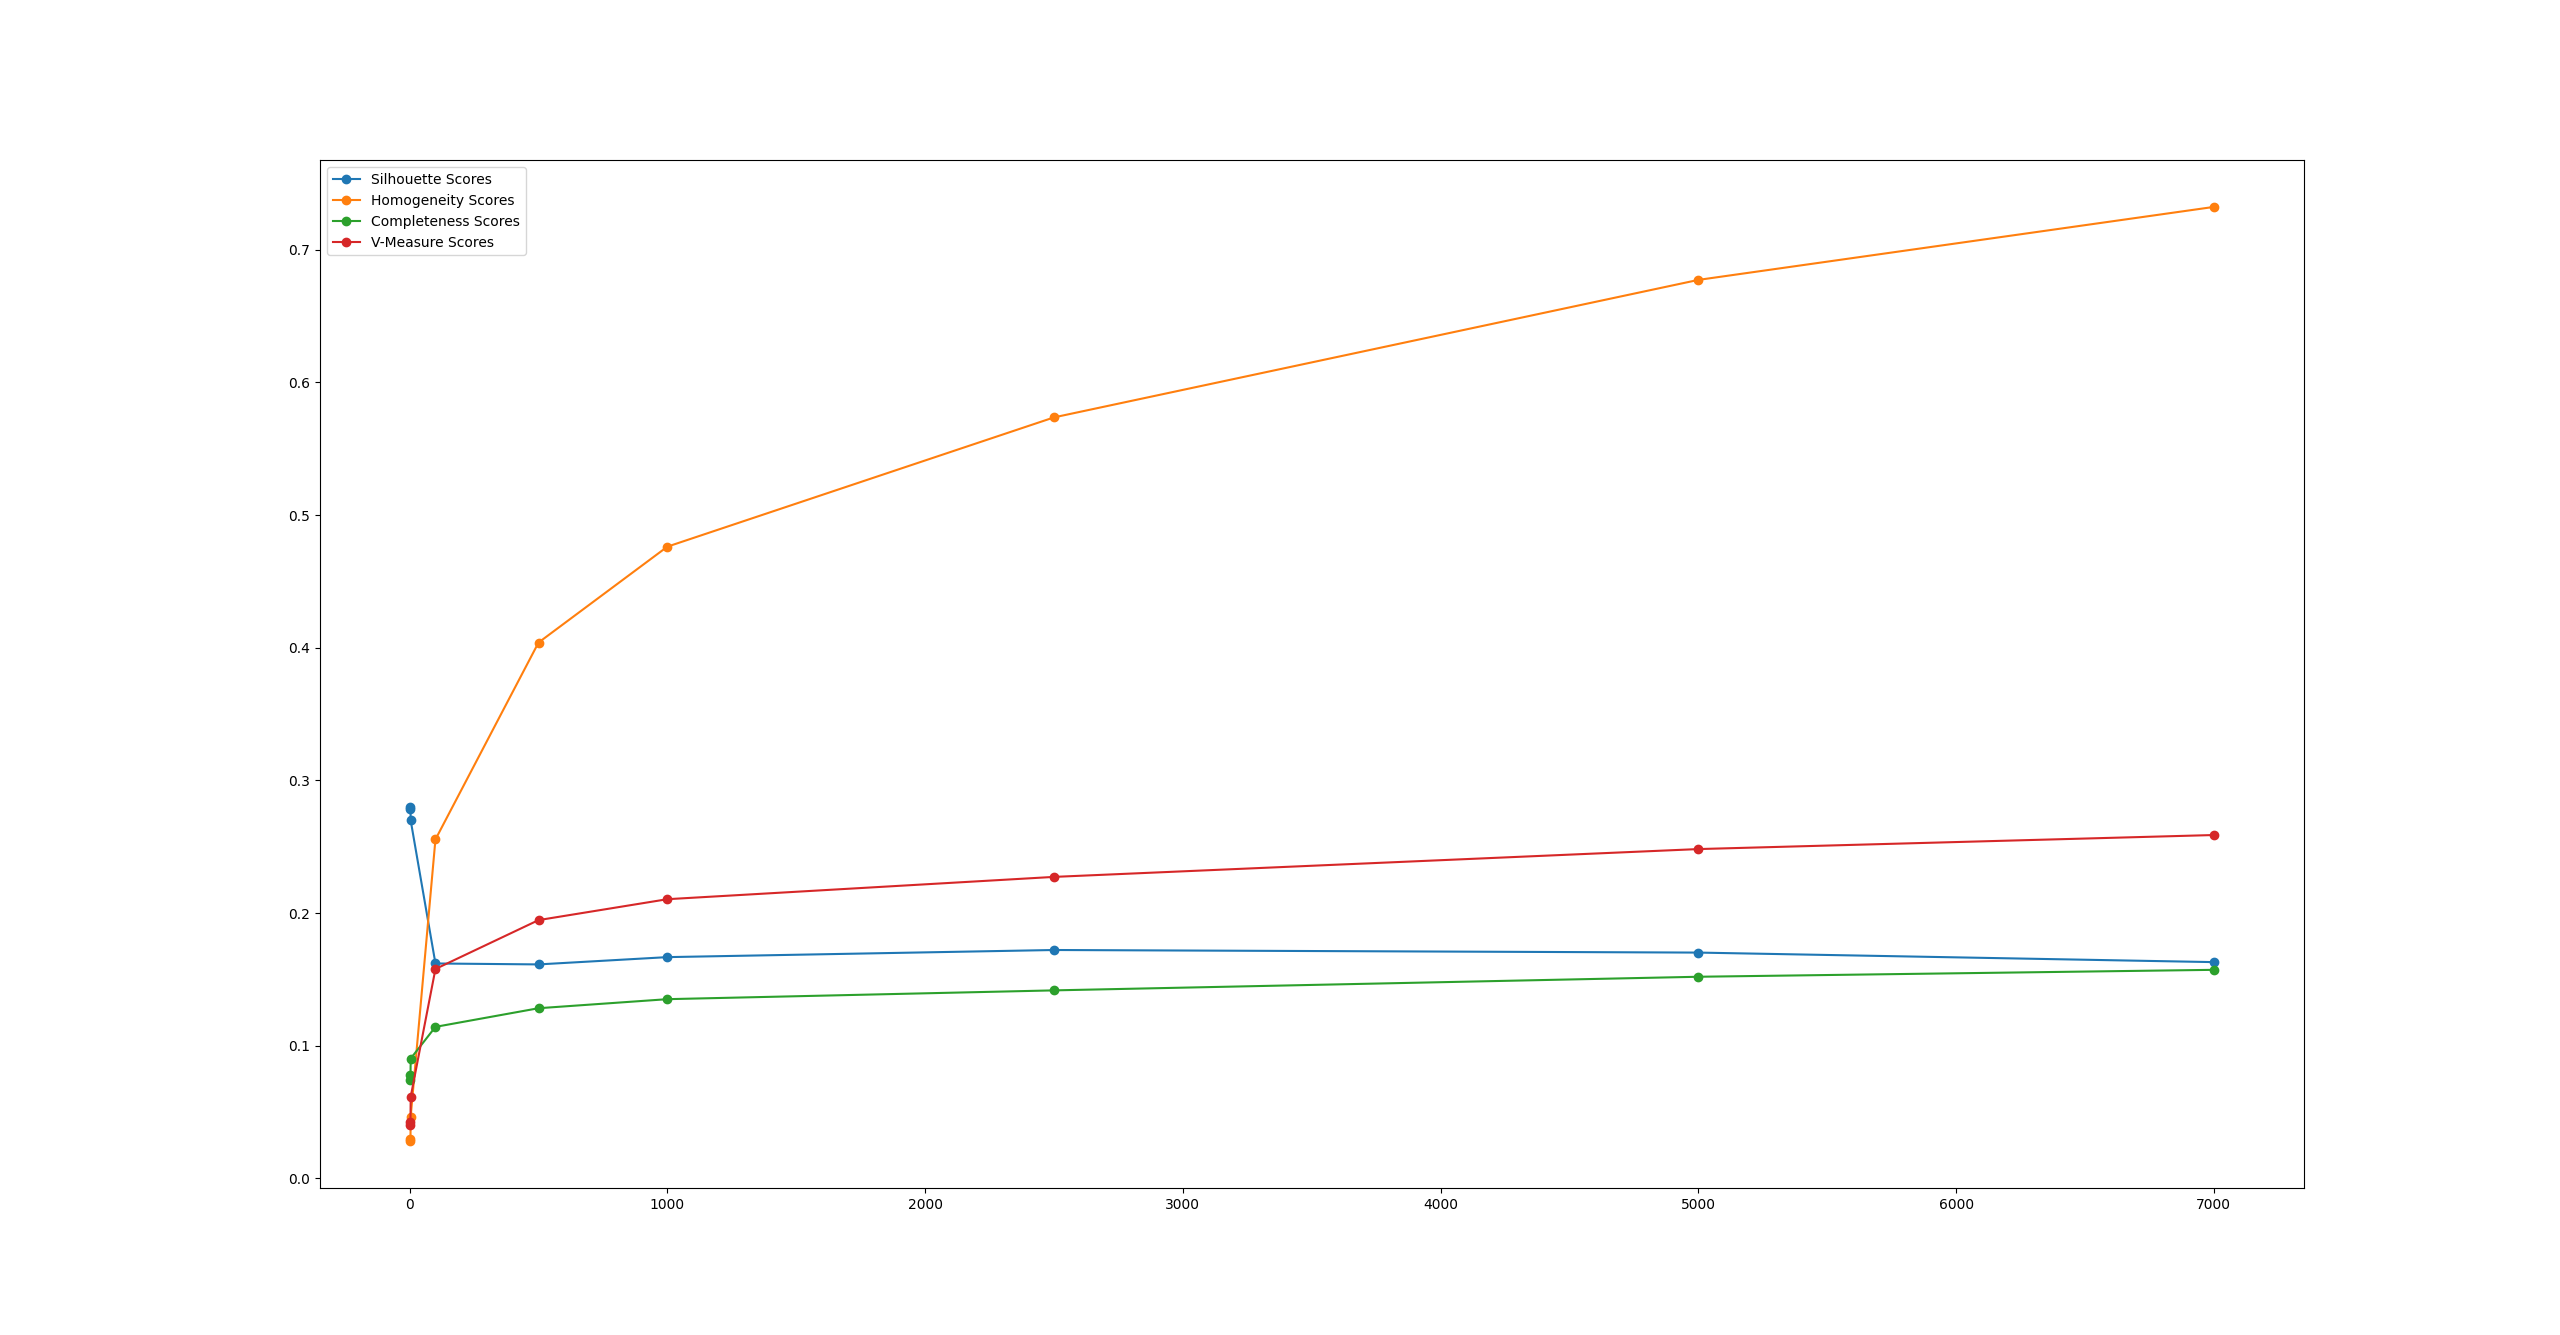 Silhouette Scores
Homogeneity Scores
Completeness Scores
V-Measure Scores
0.7
0.6
0.5
0.4
0.3
0.2
0.1
0.0
0 1000 2000 3000 4000 5000 6000 7000